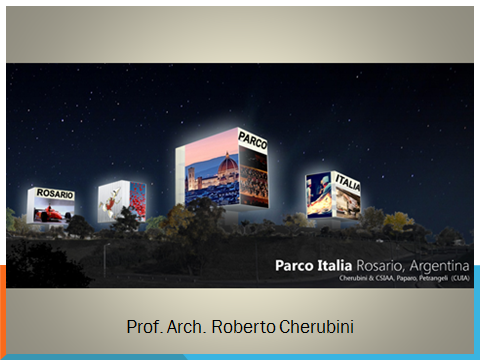 PARCO
ROSARIO
ITALIA
Parco Italia Rosario, Argentina
Cherubini & CSIAA, Paparo, Petrangeli (CUIA)
Prof. Arch. Roberto Cherubini